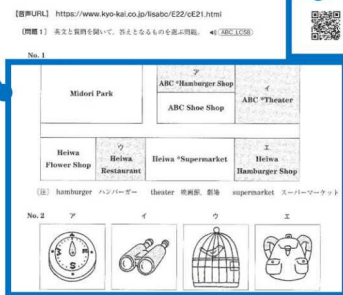 【音声URL】 https://www.kyo-kai.co.jp/lisabc/E22/cE21.html
〔問題1〕 英文と質問を聞いて，答えとなるものを選ぶ問題。 ABC_LC5B
No. 1
Midori Park
ア
ABC *Hamburger Shop
ABC Shoe Shop
イ
ABC *Theater
Heiwa
Flower Shop
ウ
Heiwa
Restaurant
Heiwa *Supermarket
エ
Heiwa
Hamburger Shop
〔注〕 hamburger ハンバーガー theater 映画館，劇場 supermarket スーパーマーケット
No. 2 ア イ ウ エ
N
W E
S